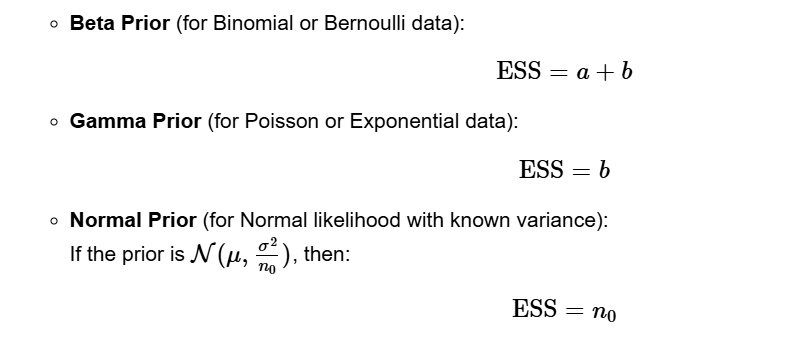 Beta Prior (for Binomial or Bernoulli data):
ESS = a + b
Gamma Prior (for Poisson or Exponential data):
ESS = b
Normal Prior (for Normal likelihood with known variance):
If the prior is 𝒩(μ, σ²/n₀), then:
ESS = n₀